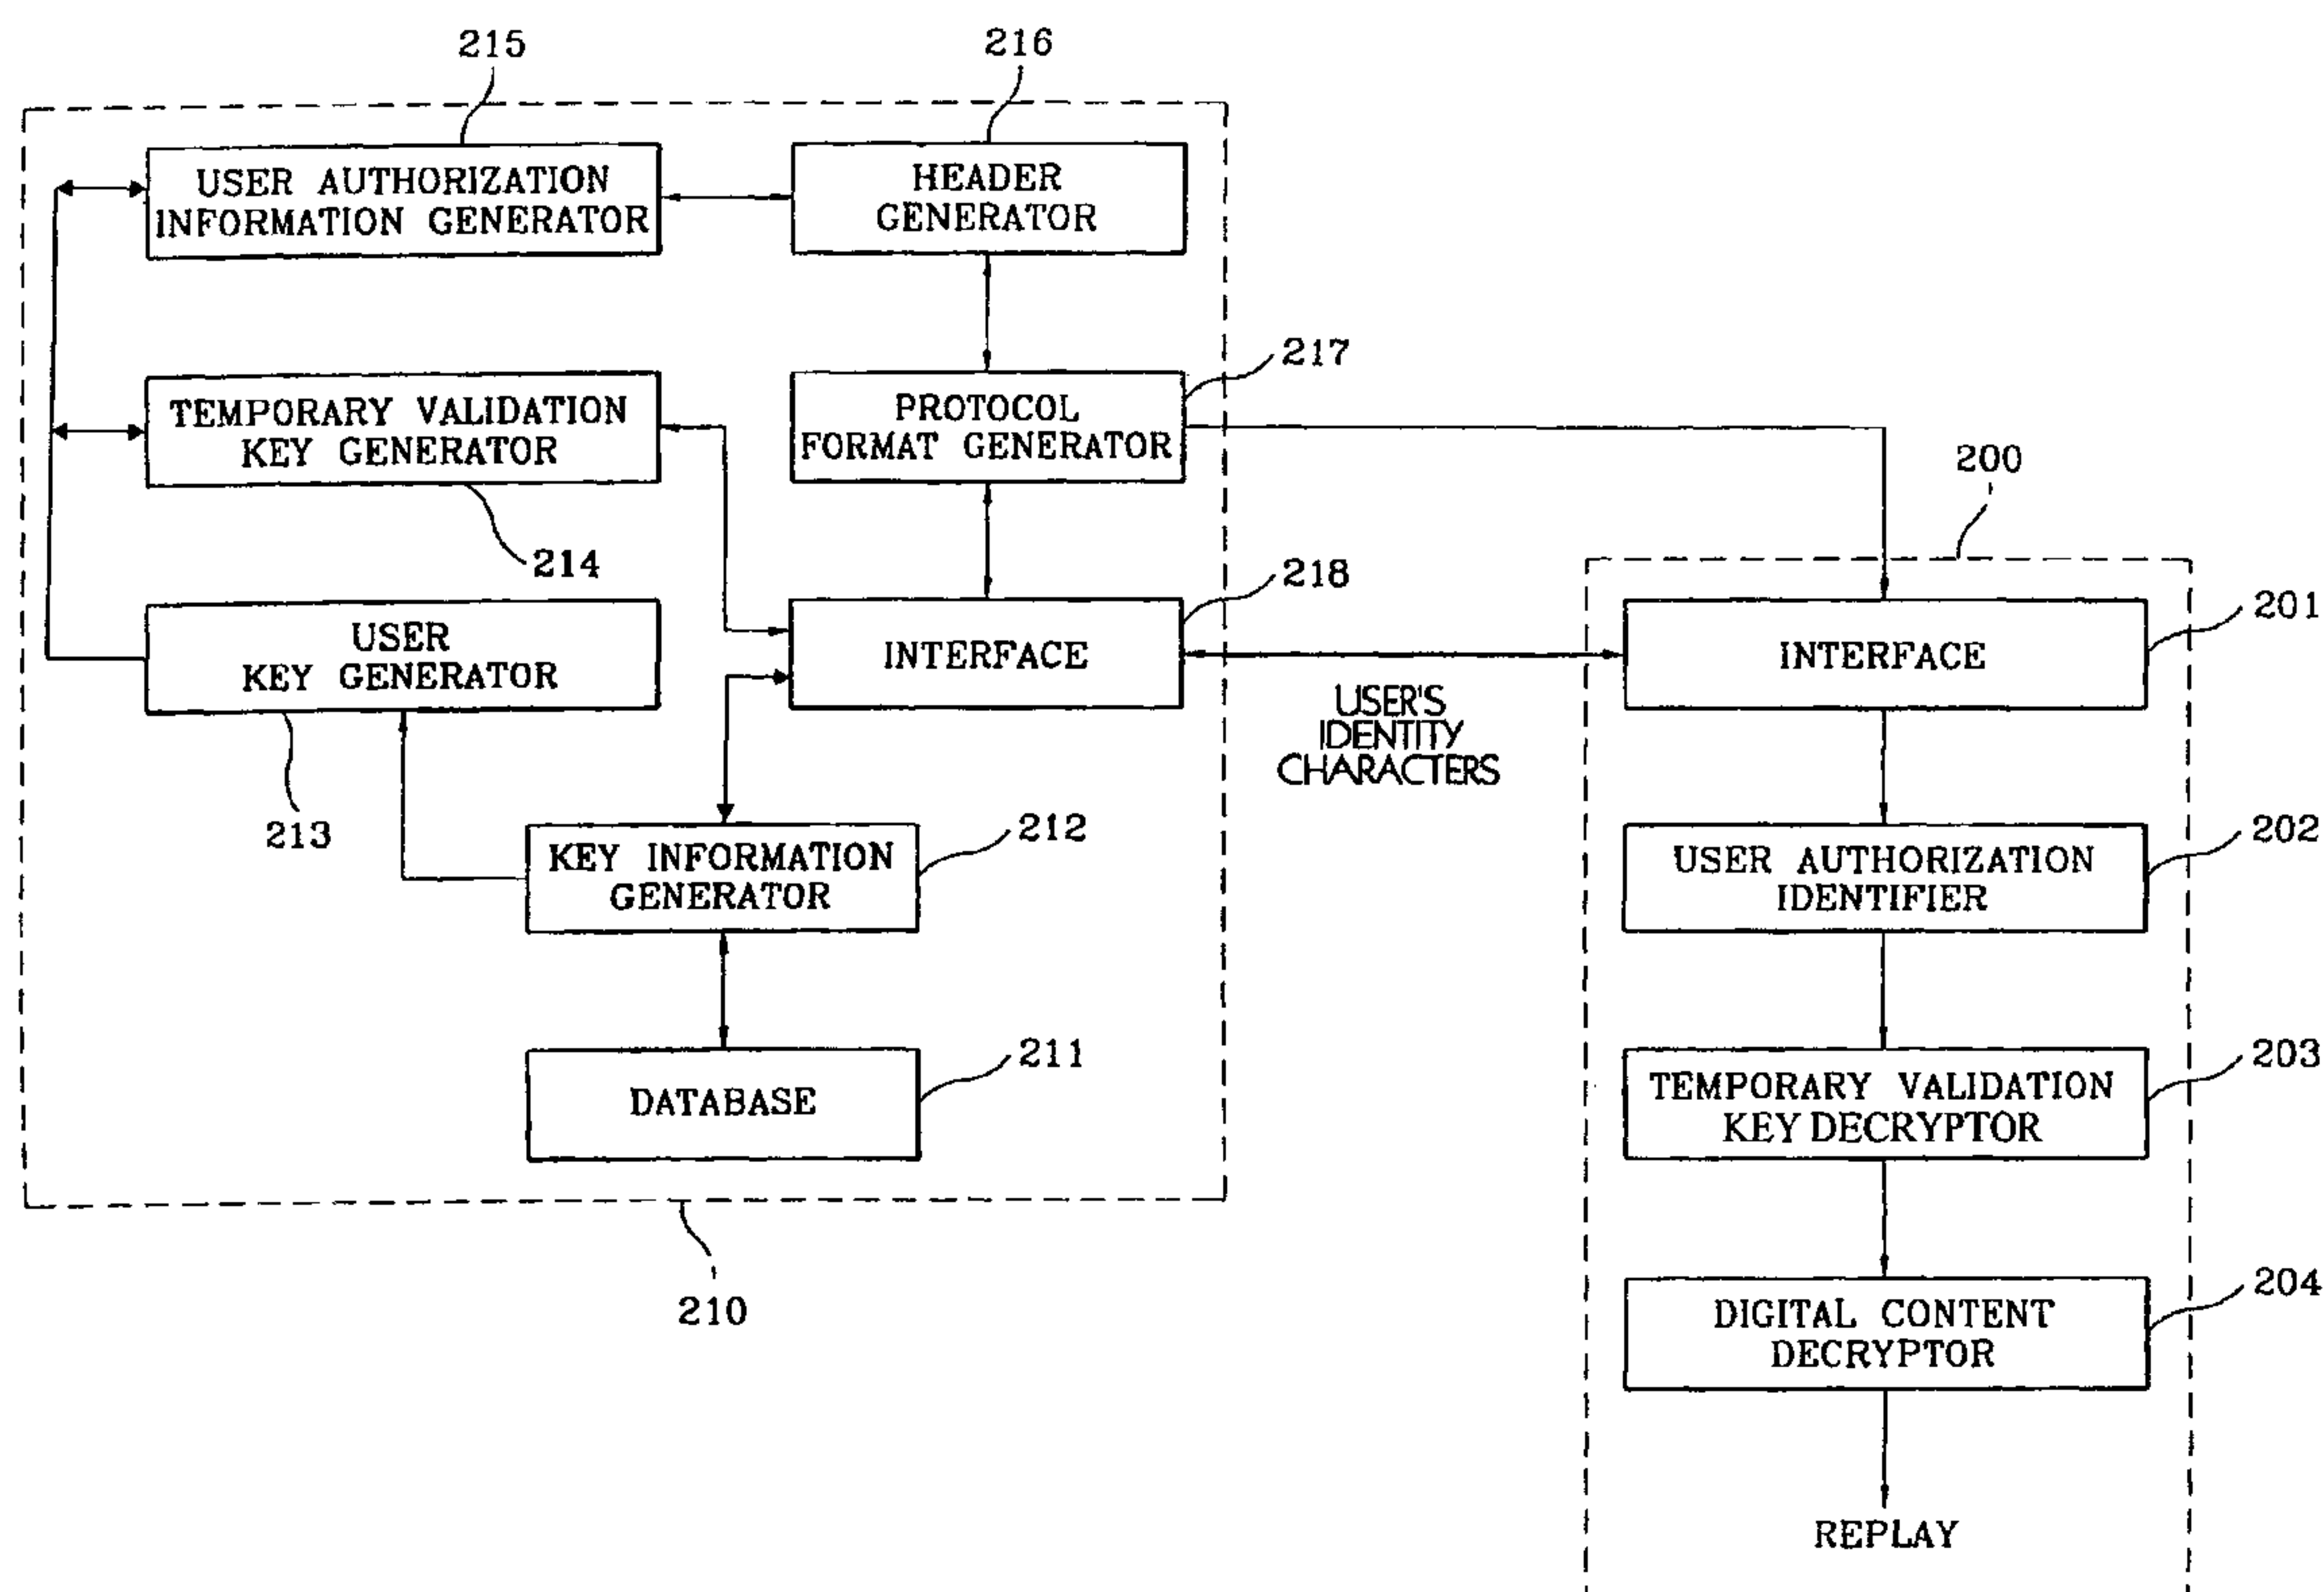 215
216
USER AUTHORIZATION
INFORMATION GENERATOR
HEADER
GENERATOR
217
TEMPORARY VALIDATION
KEY GENERATOR
PROTOCOL
FORMAT GENERATOR
200
214
218
USER
KEY GENERATOR
INTERFACE
201
INTERFACE
USER'S
IDENTITY
CHARACTERS
213
212
KEY INFORMATION
GENERATOR
202
USER AUTHORIZATION
IDENTIFIER
211
DATABASE
203
TEMPORARY VALIDATION
KEY DECRYPTOR
210
204
DIGITAL CONTENT
DECRYPTOR
REPLAY